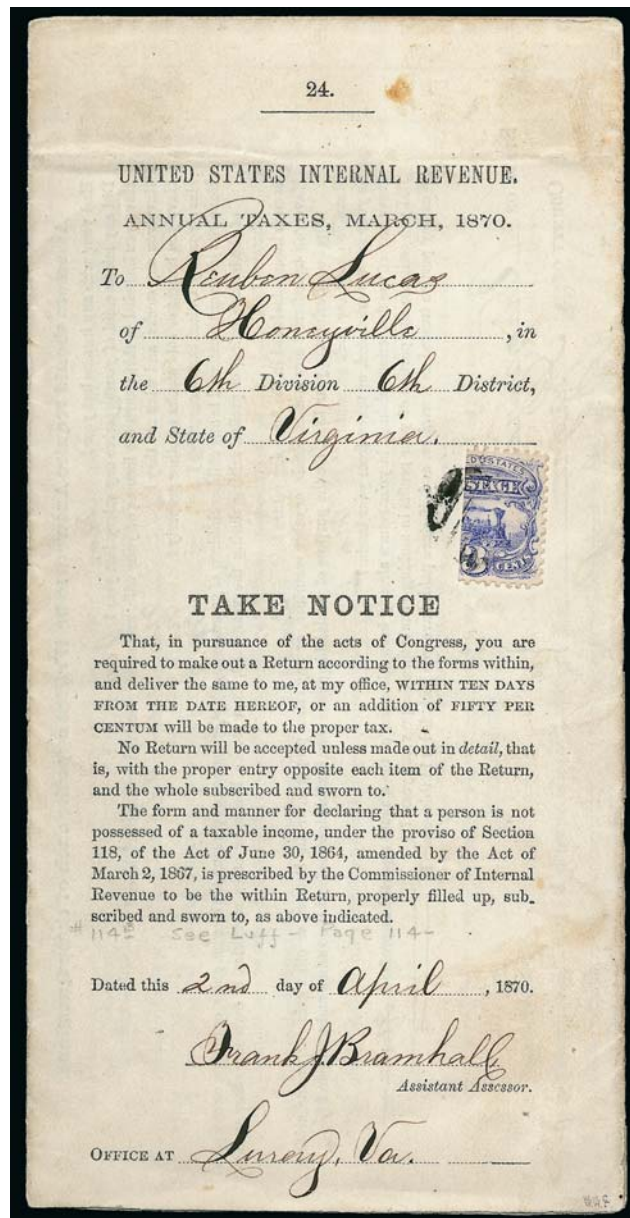 24.
UNITED STATES INTERNAL REVENUE.
ANNUAL TAXES, MARCH, 1870.
To Reuben Lucas
of Honeyville, in
the 6th Division 6th District,
and State of Virginia.
D STATES
STAGE
3 CENTS
TAKE NOTICE
That, in pursuance of the acts of Congress, you are
required to make out a Return according to the forms within,
and deliver the same to me, at my office, WITHIN TEN DAYS
FROM THE DATE HEREOF, or an addition of FIFTY PER
CENTUM will be made to the proper tax.
No Return will be accepted unless made out in detail, that
is, with the proper entry opposite each item of the Return,
and the whole subscribed and sworn to.
The form and manner for declaring that a person is not
possessed of a taxable income, under the proviso of Section
118, of the Act of June 30, 1864, amended by the Act of
March 2, 1867, is prescribed by the Commissioner of Internal
Revenue to be the within Return, properly filled up, sub-
scribed and sworn to, as above indicated.
See Luff - Page 114-
Dated this 2nd day of April, 1870.
Frank J Bramhall
Assistant Assessor.
OFFICE AT Luray, Va.